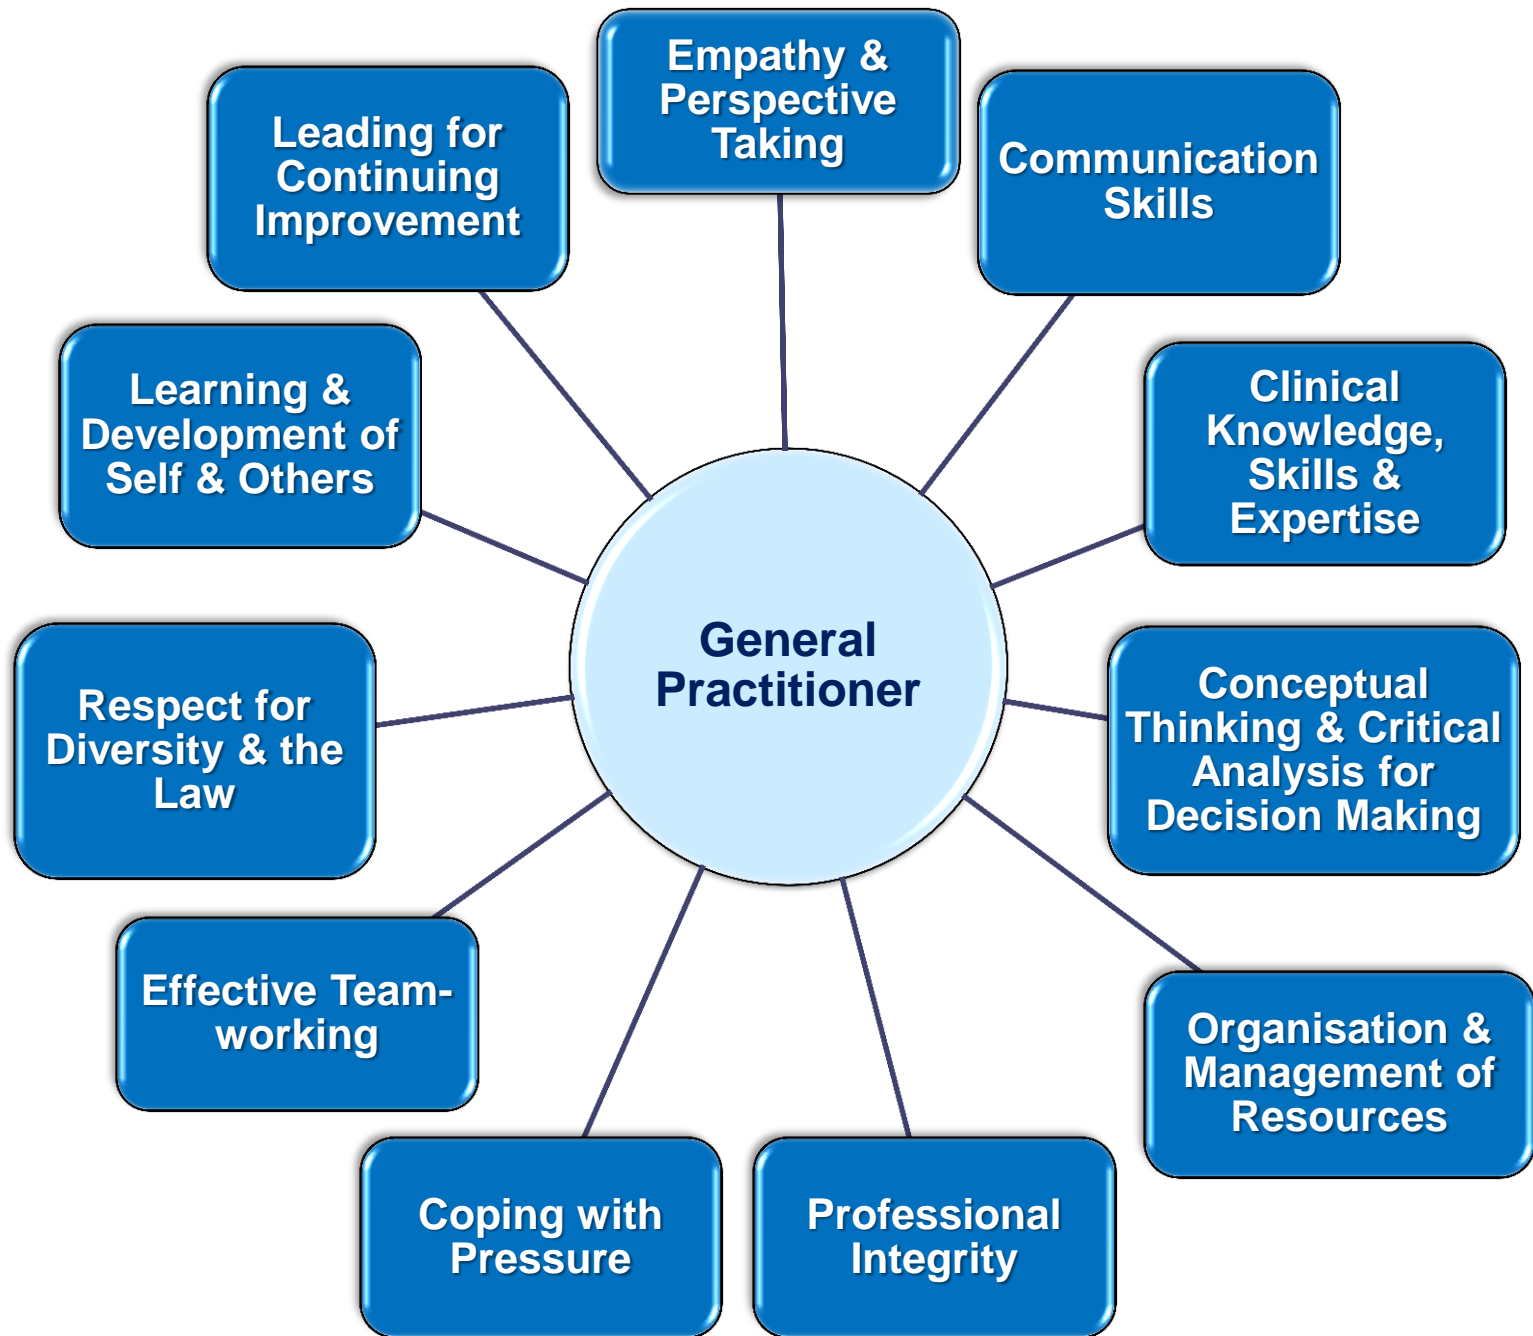 Empathy &
Perspective
Taking
Communication
Skills
Clinical
Knowledge,
Skills &
Expertise
Conceptual
Thinking & Critical
Analysis for
Decision Making
Organisation &
Management of
Resources
Professional
Integrity
Coping with
Pressure
Effective Team-
working
Respect for
Diversity & the
Law
Learning &
Development of
Self & Others
Leading for
Continuing
Improvement
General
Practitioner